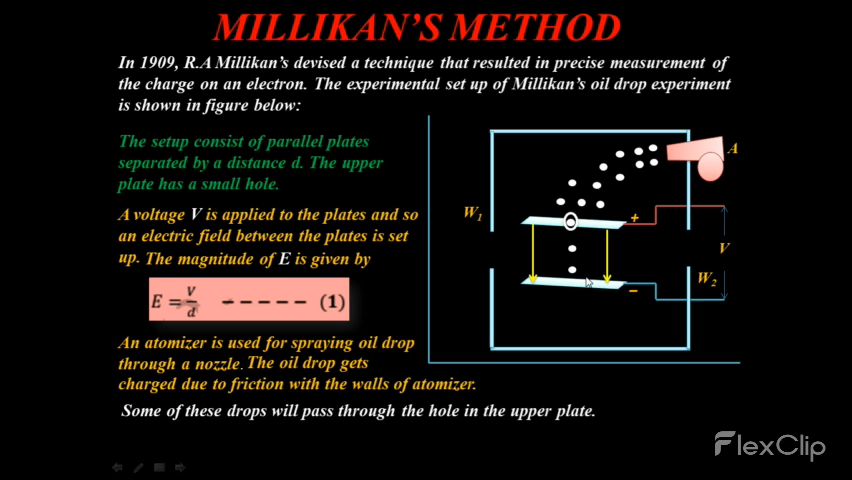 MILLIKAN'S METHOD
In 1909, R.A Millikan's devised a technique that resulted in precise measurement of
the charge on an electron. The experimental set up of Millikan's oil drop experiment
is shown in figure below:
The setup consist of parallel plates
separated by a distance d. The upper
plate has a small hole.
A voltage V is applied to the plates and so
an electric field between the plates is set
up. The magnitude of E is given by
E = V/d - - - - - - (1)
An atomizer is used for spraying oil drop
through a nozzle. The oil drop gets
charged due to friction with the walls of atomizer.
Some of these drops will pass through the hole in the upper plate.
A
W1
+
V
W2
−
FlexClip